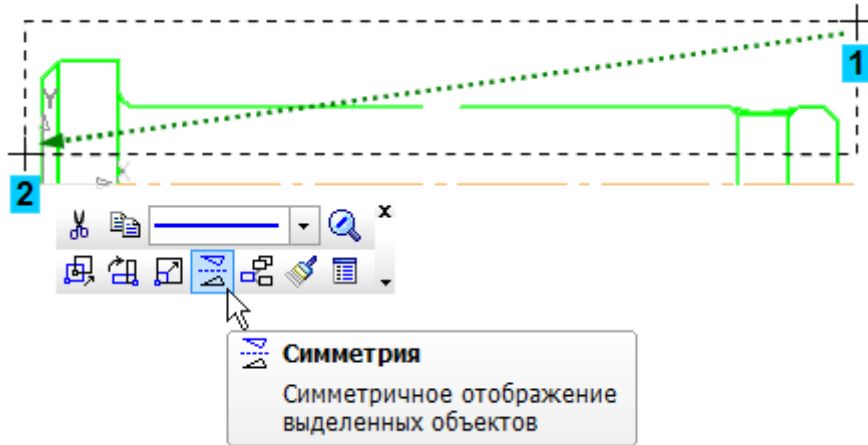 1
Y
X
2
x
Симметрия
Симметричное отображение
выделенных объектов